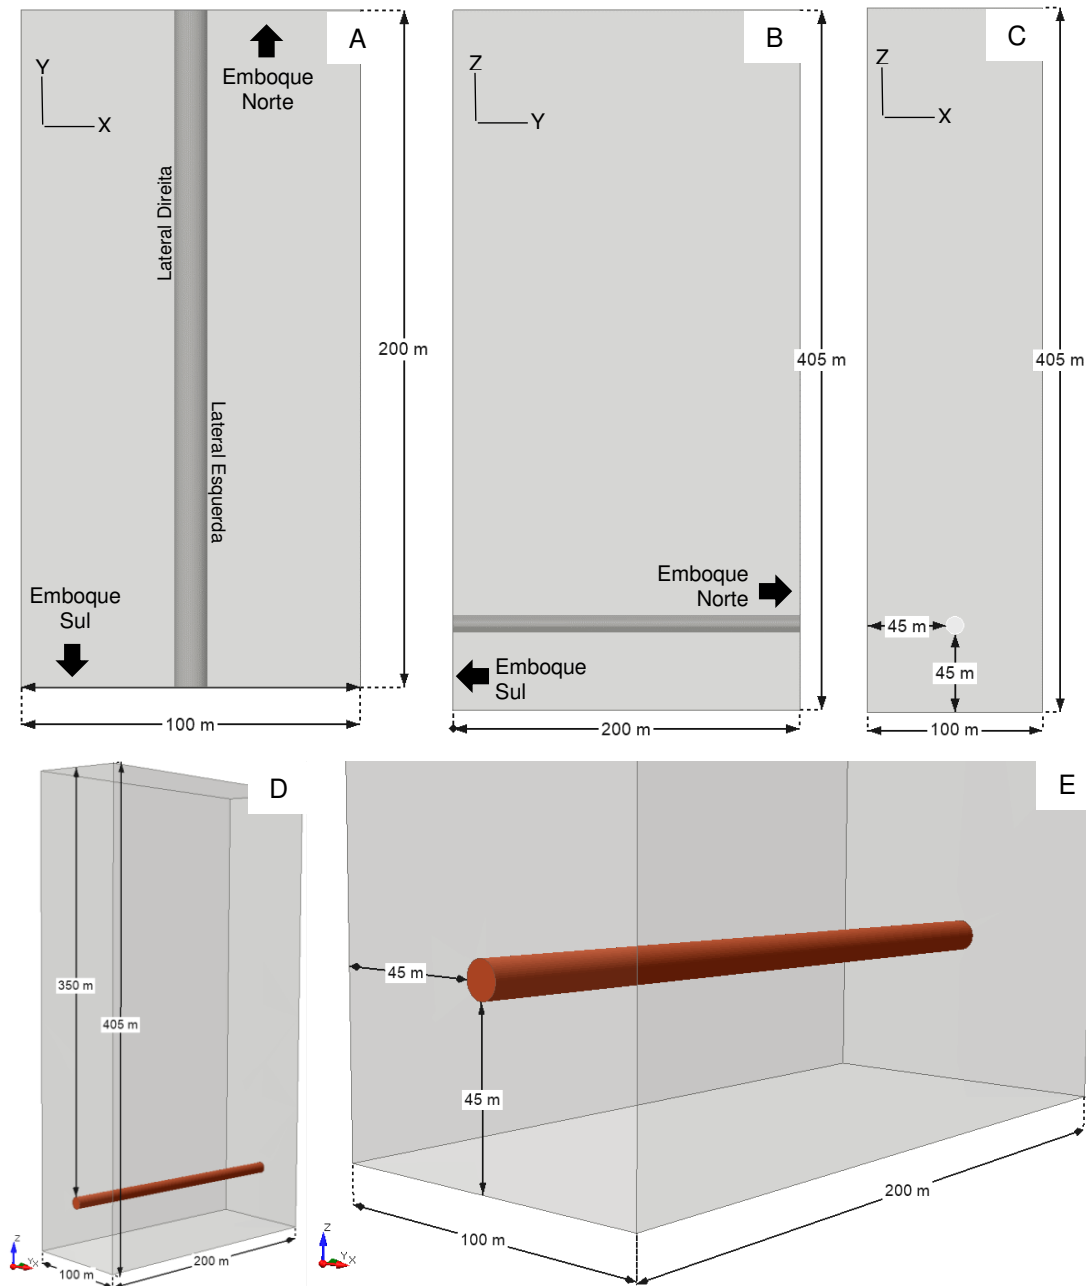 A
Y
X
Emboque
Norte
Lateral Direita
Lateral Esquerda
200 m
Emboque
Sul
100 m
B
Z
Y
405 m
Emboque
Norte
Emboque
Sul
200 m
C
Z
X
405 m
45 m
45 m
100 m
D
350 m
405 m
Z
Y X
100 m
200 m
E
45 m
45 m
Z
Y X
100 m
200 m